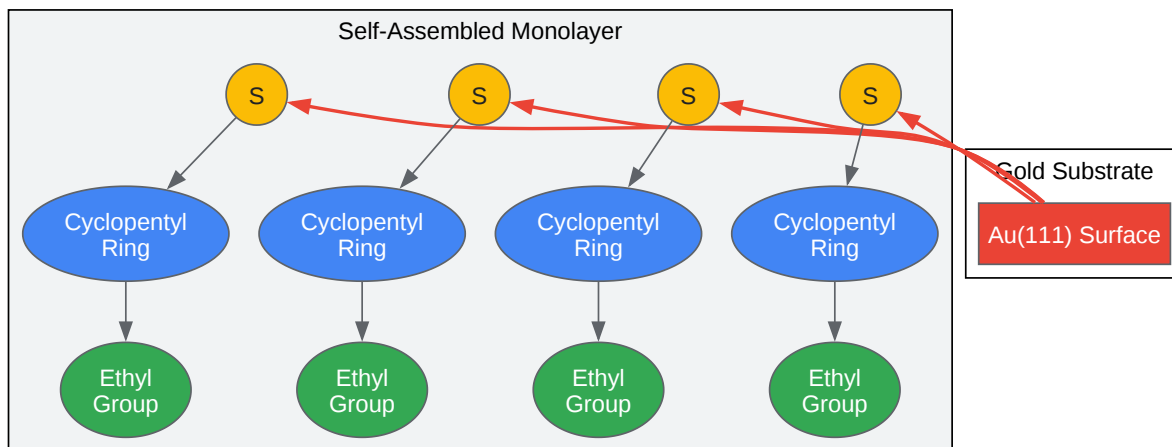 Self-Assembled Monolayer
S
S
S
S
Gold Substrate
Au(111) Surface
Cyclopentyl
Ring
Cyclopentyl
Ring
Cyclopentyl
Ring
Cyclopentyl
Ring
Ethyl
Group
Ethyl
Group
Ethyl
Group
Ethyl
Group